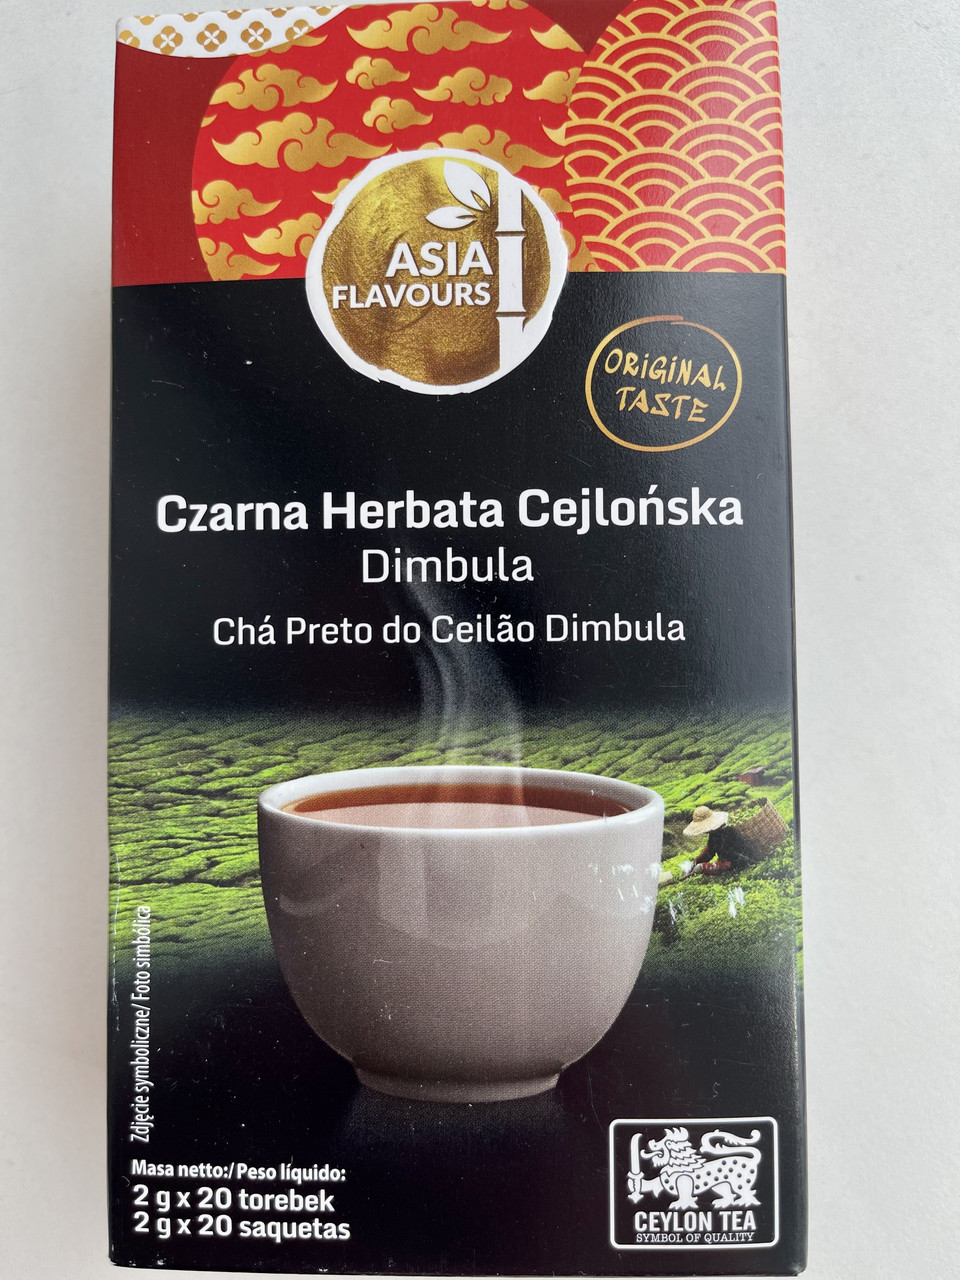 ASIA
FLAVOURS
ORiGiNAL
TASTE
Czarna Herbata Cejlońska
Dimbula
Chá Preto do Ceilão Dimbula
Zdjęcie symboliczne/ Foto simbólica
Masa netto:/Peso líquido:
2 g x 20 torebek
2 g x 20 saquetas
CEYLON TEA
SYMBOL OF QUALITY